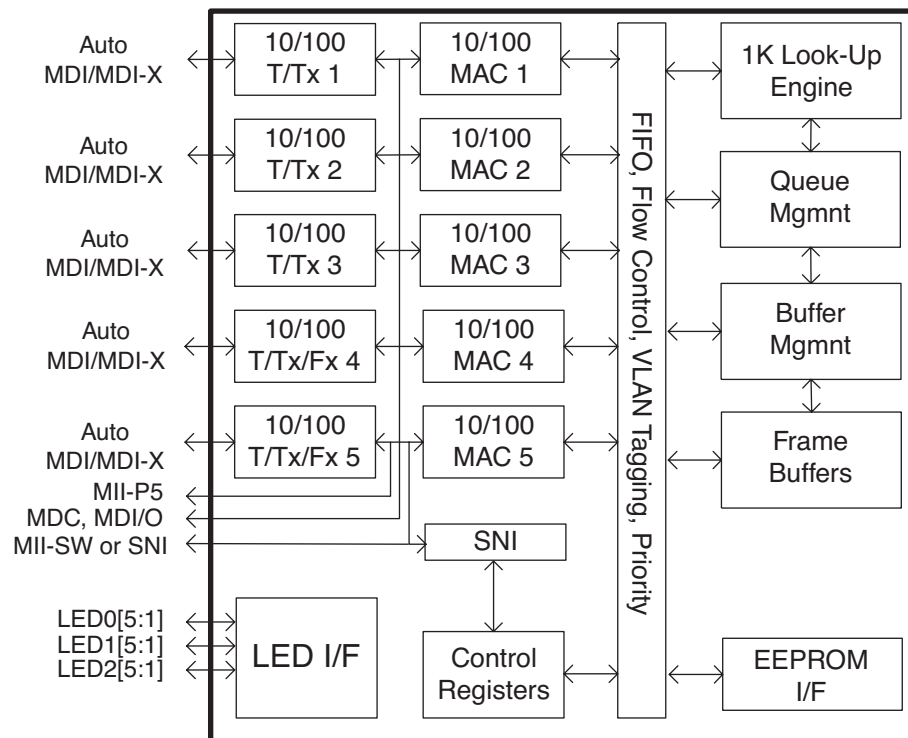 Auto
MDI/MDI-X
10/100
T/Tx 1
10/100
MAC 1
1K Look-Up
Engine
Auto
MDI/MDI-X
10/100
T/Tx 2
10/100
MAC 2
Queue
Mgmnt
Auto
MDI/MDI-X
10/100
T/Tx 3
10/100
MAC 3
Buffer
Mgmnt
Auto
MDI/MDI-X
10/100
T/Tx/Fx 4
10/100
MAC 4
Frame
Buffers
Auto
MDI/MDI-X
10/100
T/Tx/Fx 5
10/100
MAC 5
FIFO, Flow Control, VLAN Tagging, Priority
MII-P5
MDC, MDI/O
MII-SW or SNI
SNI
LED0[5:1]
LED1[5:1]
LED2[5:1]
LED I/F
Control
Registers
EEPROM
I/F